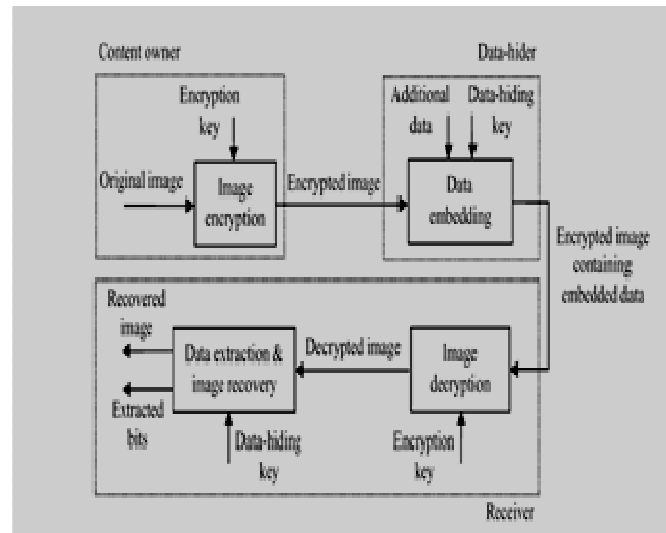 Content owner
Data-hider
Encryption
key
Additional
data
Data-hiding
key
Original image
Image
encryption
Encrypted image
Data
embedding
Encrypted image
containing
embedded data
Recovered
image
Data extraction &
image recovery
Decrypted image
Image
decryption
Extracted
bits
Data-hiding
key
Encryption
key
Receiver